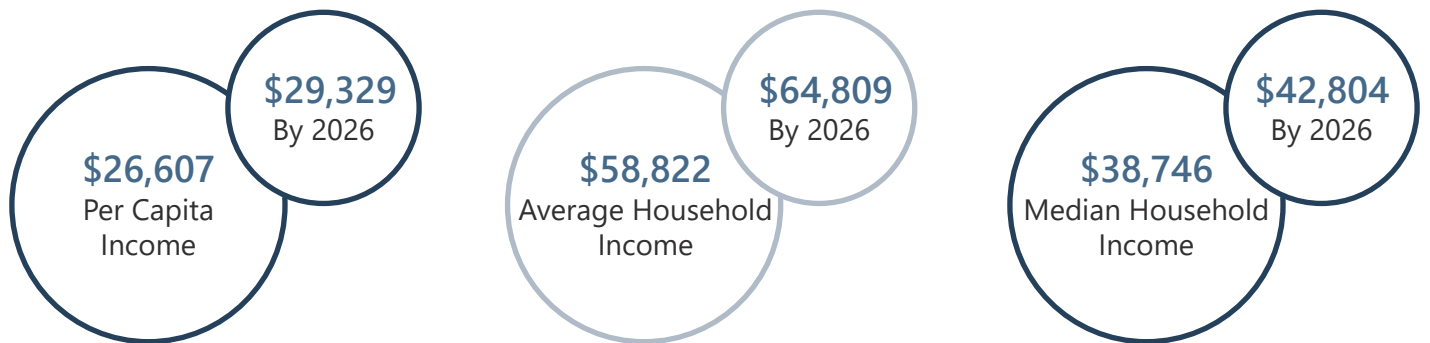 $26,607
Per Capita
Income
$29,329
By 2026
$58,822
Average Household
Income
$64,809
By 2026
$38,746
Median Household
Income
$42,804
By 2026